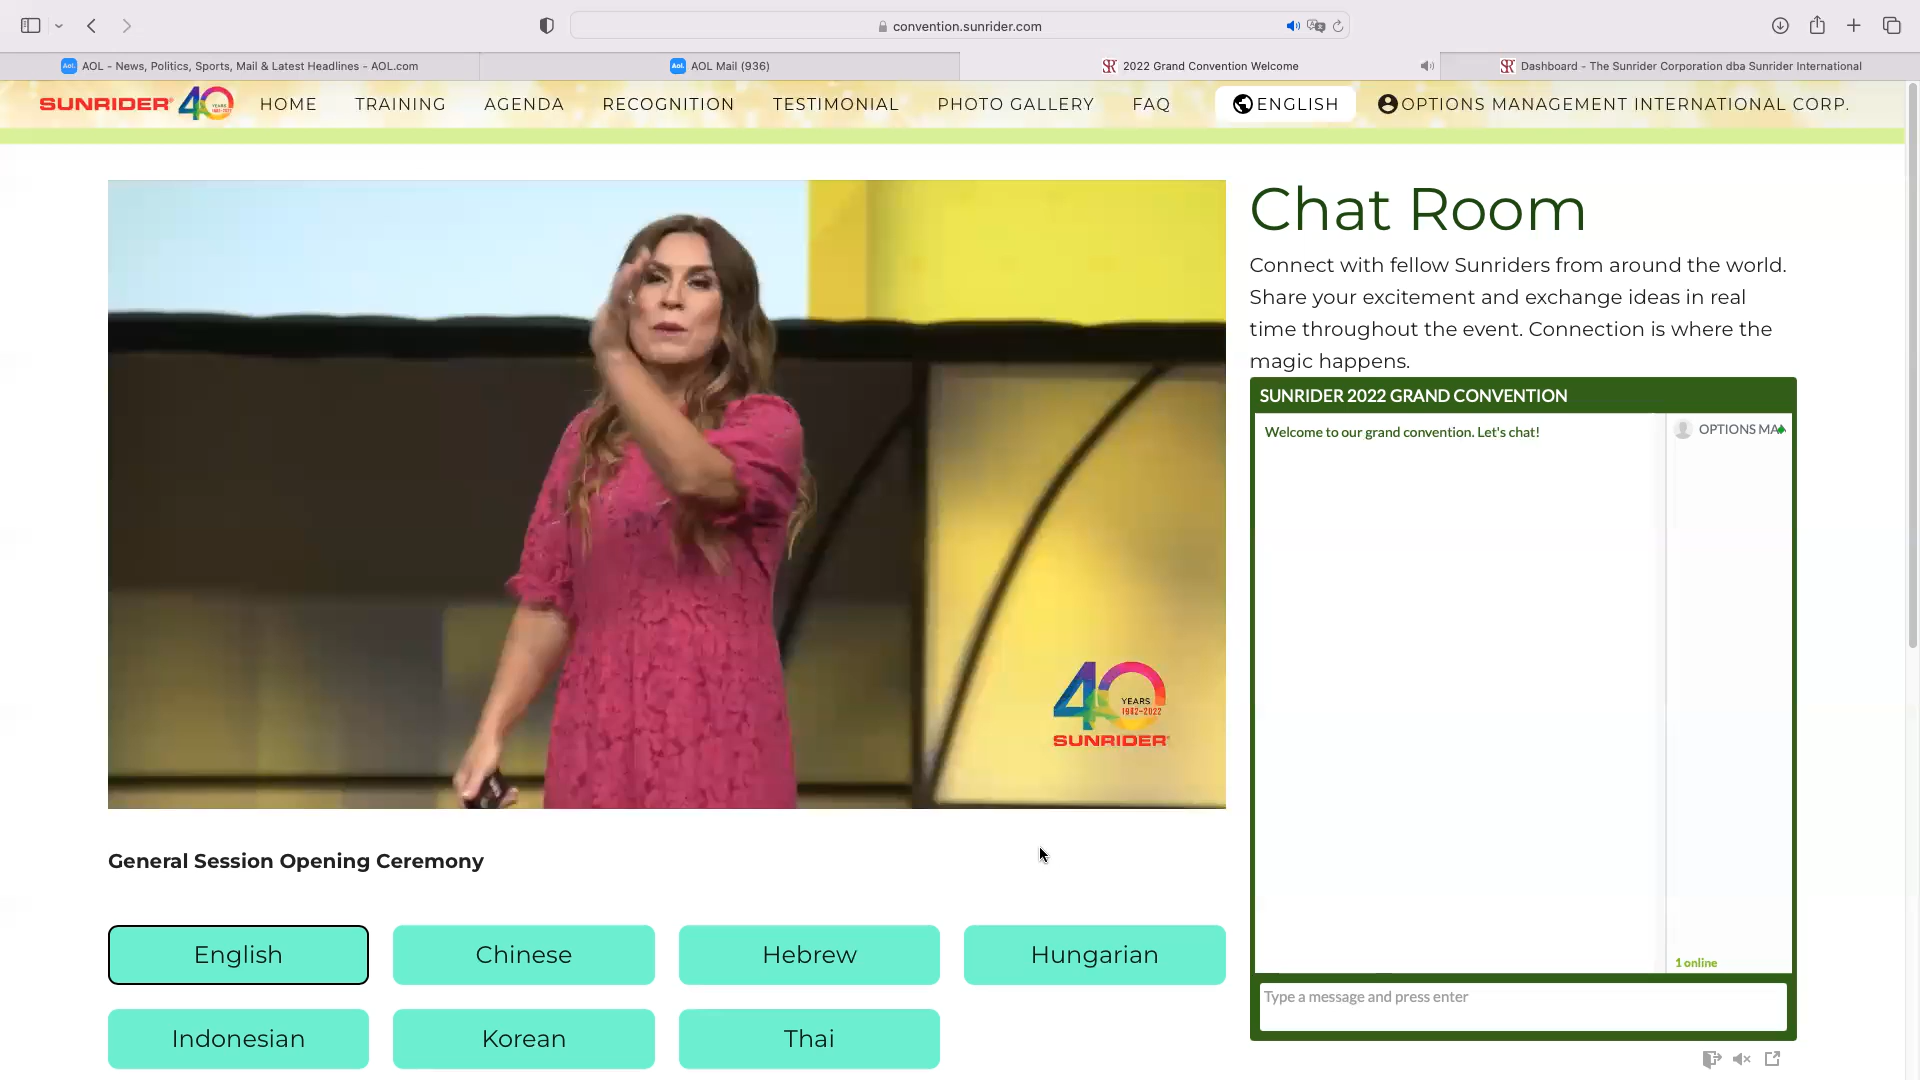 convention.sunrider.com
AOL - News, Politics, Sports, Mail & Latest Headlines - AOL.com
AOL Mail (936)
2022 Grand Convention Welcome
Dashboard - The Sunrider Corporation dba Sunrider International
SUNRIDER 40 YEARS
HOME
TRAINING
AGENDA
RECOGNITION
TESTIMONIAL
PHOTO GALLERY
FAQ
ENGLISH
OPTIONS MANAGEMENT INTERNATIONAL CORP.
40 YEARS
1982-2022
SUNRIDER
Chat Room
Connect with fellow Sunriders from around the world.
Share your excitement and exchange ideas in real
time throughout the event. Connection is where the
magic happens.
SUNRIDER 2022 GRAND CONVENTION
Welcome to our grand convention. Let's chat!
OPTIONS MA
1 online
Type a message and press enter
General Session Opening Ceremony
English
Chinese
Hebrew
Hungarian
Indonesian
Korean
Thai